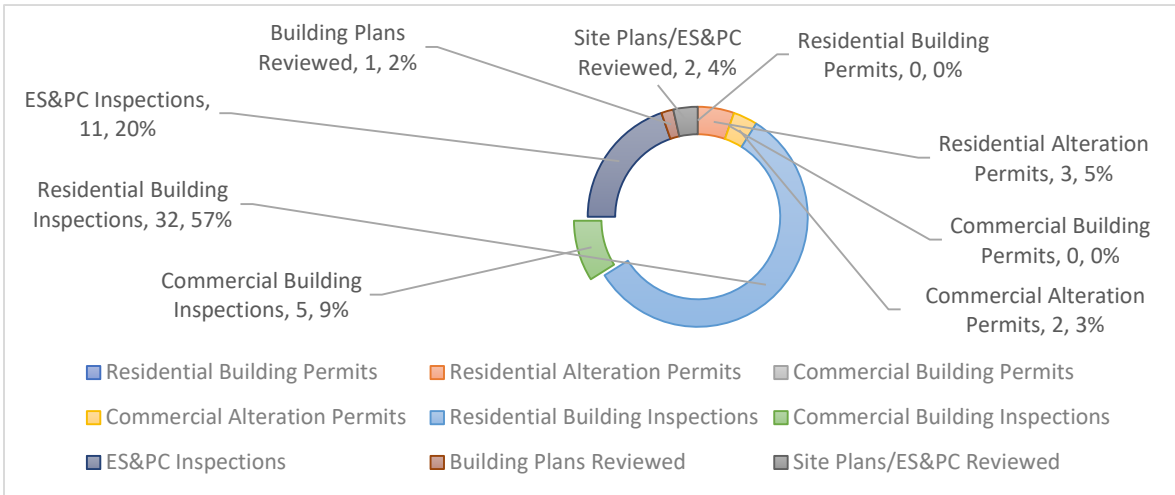 Building Plans
Reviewed, 1, 2%
Site Plans/ES&PC
Reviewed, 2, 4%
Residential Building
Permits, 0, 0%
ES&PC Inspections,
11, 20%
Residential Alteration
Permits, 3, 5%
Residential Building
Inspections, 32, 57%
Commercial Building
Permits, 0, 0%
Commercial Building
Inspections, 5, 9%
Commercial Alteration
Permits, 2, 3%
Residential Building Permits
Residential Alteration Permits
Commercial Building Permits
Commercial Alteration Permits
Residential Building Inspections
Commercial Building Inspections
ES&PC Inspections
Building Plans Reviewed
Site Plans/ES&PC Reviewed